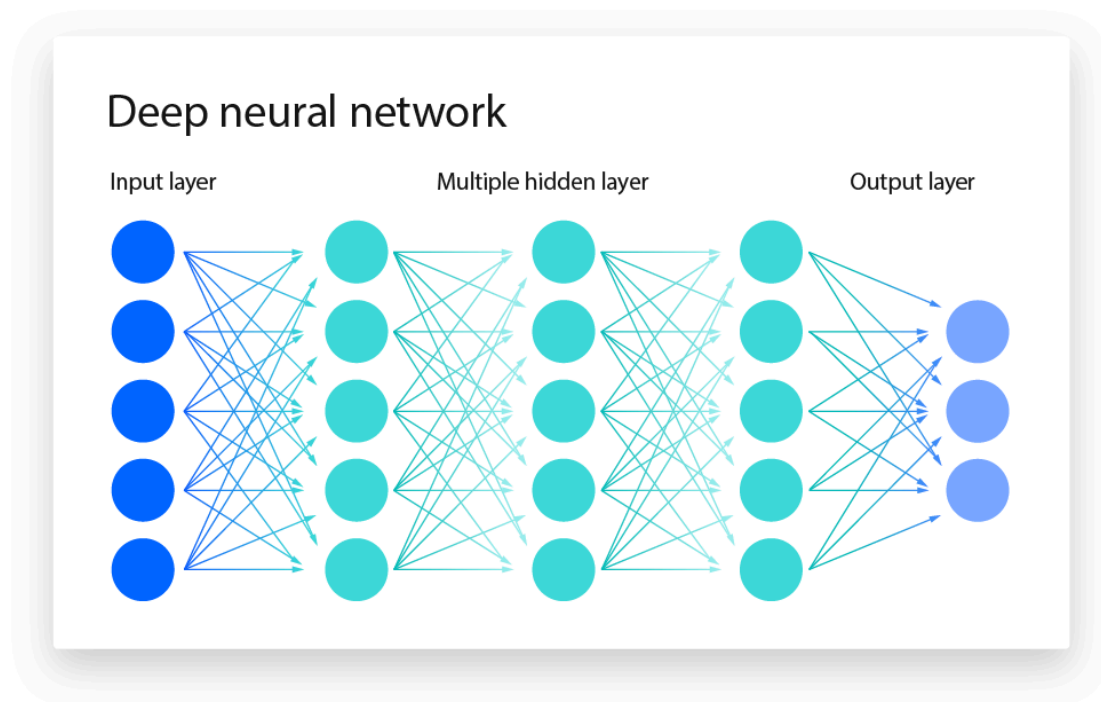 Deep neural network
Input layer
Multiple hidden layer
Output layer